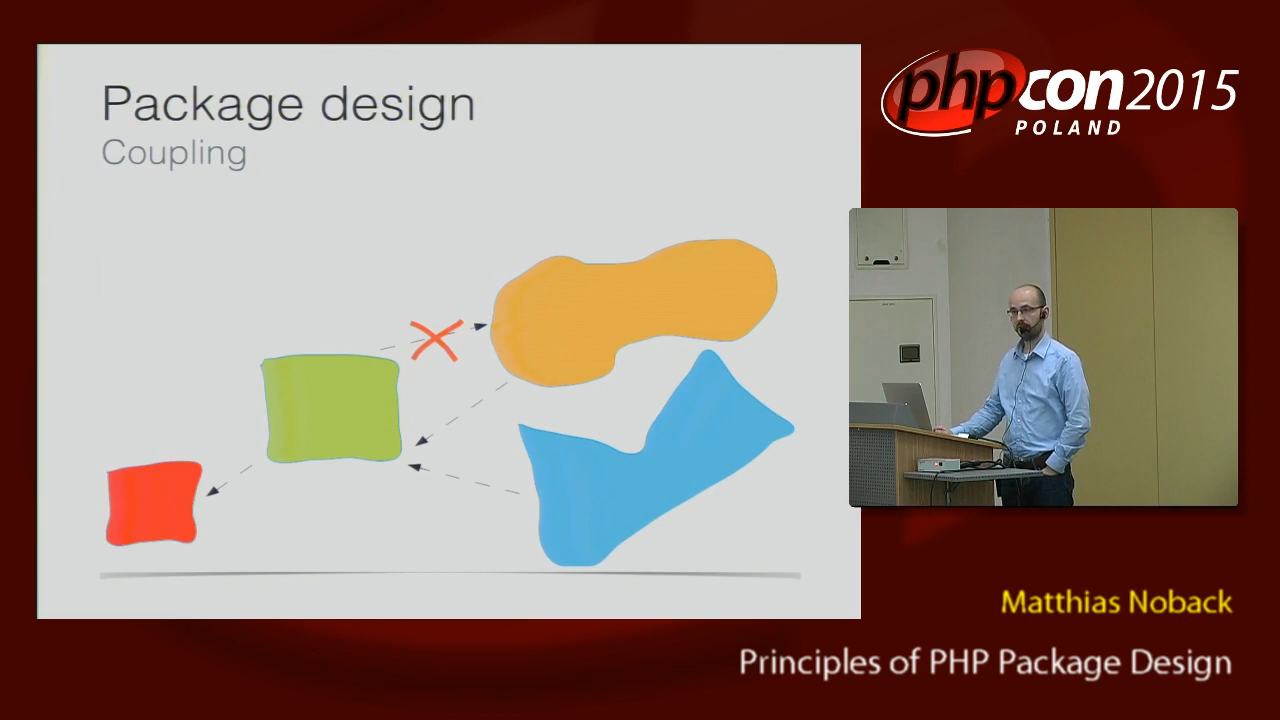 Package design
Coupling
phpcon2015
POLAND
Matthias Noback
Principles of PHP Package Design